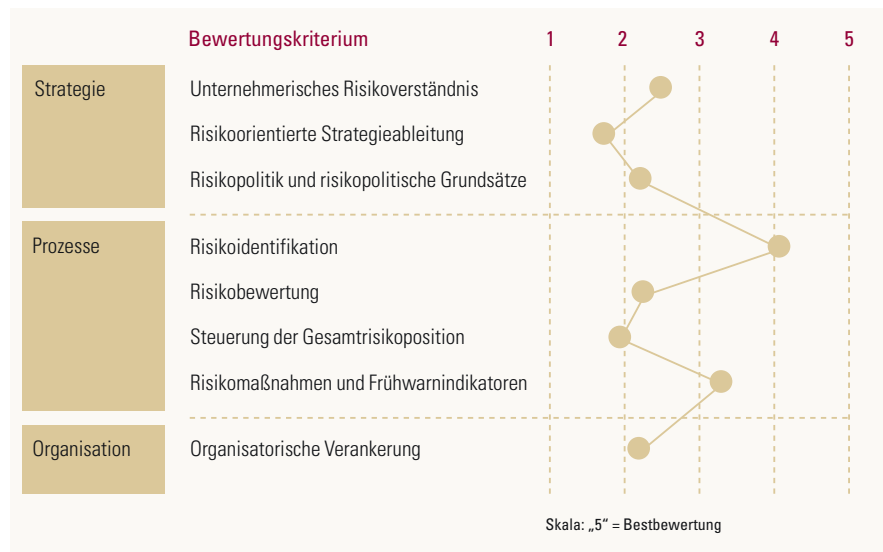 Bewertungskriterium 1 2 3 4 5
Strategie
Unternehmerisches Risikoverständnis
Risikoorientierte Strategieableitung
Risikopolitik und risikopolitische Grundsätze
Prozesse
Risikoidentifikation
Risikobewertung
Steuerung der Gesamtrisikoposition
Risikomaßnahmen und Frühwarnindikatoren
Organisation
Organisatorische Verankerung
Skala: „5“ = Bestbewertung